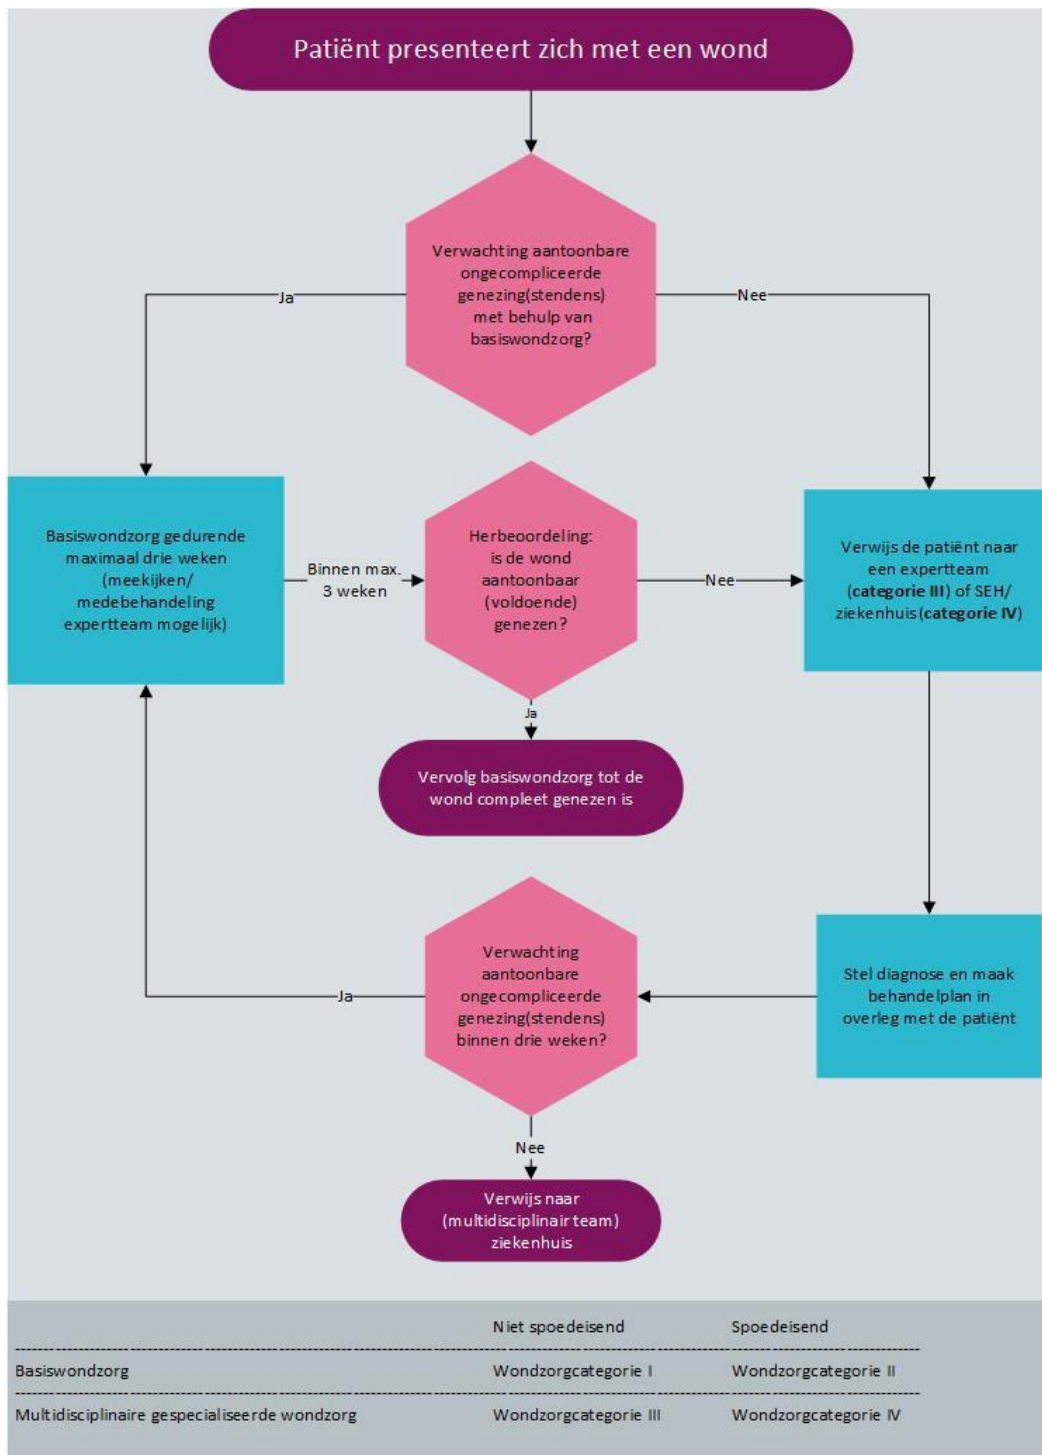 Patiënt presenteert zich met een wond
Verwachting aantoonbare
ongecompliceerde
genezing(stendens)
met behulp van
basiswondzorg?
Ja
Nee
Basiswondzorg gedurende
maximaal drie weken
(meekijken/
medebehandeling
expertteam mogelijk)
Binnen max.
3 weken
Herbeoordeling:
is de wond
aantoonbaar
(voldoende)
genezen?
Nee
Verwijs de patiënt naar
een expertteam
(categorie III) of SEH/
ziekenhuis (categorie IV)
Ja
Vervolg basiswondzorg tot de
wond compleet genezen is
Verwachting
aantoonbare
ongecompliceerde
genezing(stendens)
binnen drie weken?
Ja
Stel diagnose en maak
behandelplan in
overleg met de patiënt
Nee
Verwijs naar
(multidisciplinair team)
ziekenhuis
Niet spoedeisend Spoedeisend
Basiswondzorg Wondzorgcategorie I Wondzorgcategorie II
Multidisciplinaire gespecialiseerde wondzorg Wondzorgcategorie III Wondzorgcategorie IV